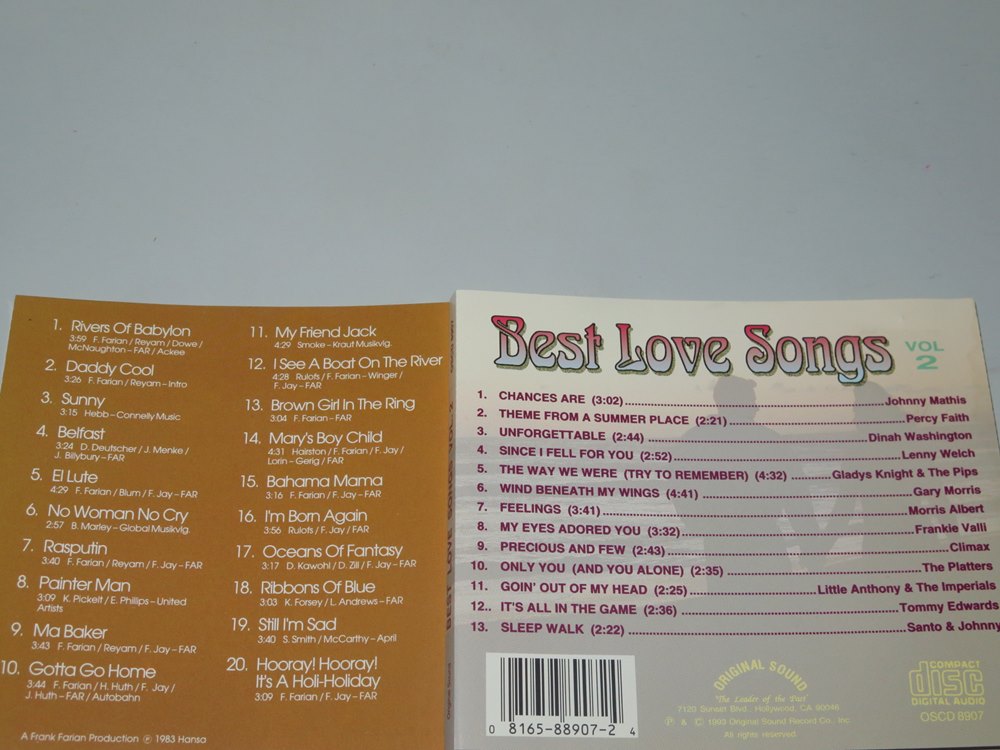 1. Rivers Of Babylon
3:59 F. Farian / Reyam / Dowe /
McNaughton – FAR / Ackee
2. Daddy Cool
3:26 F. Farian / Reyam – Intro
3. Sunny
3:15 Hebb – Connelly Music
4. Belfast
3:24 D. Deutscher / J. Menke /
J. Billybury – FAR
5. El Lute
4:29 F. Farian / Blum / F. Jay – FAR
6. No Woman No Cry
2:57 B. Marley – Global Musikvlg.
7. Rasputin
3:40 F. Farian / Reyam / F. Jay – FAR
8. Painter Man
3:09 K. Pickelt / E. Phillips – United
Artists
9. Ma Baker
3:43 F. Farian / Reyam / F. Jay – FAR
10. Gotta Go Home
3:44 F. Farian / H. Huth / F. Jay /
J. Huth – FAR / Autobahn
11. My Friend Jack
4:29 Smoke – Kraut Musikvlg.
12. I See A Boat On The River
4:28 Rulofs / F. Farian – Winger /
F. Jay – FAR
13. Brown Girl In The Ring
3:04 F. Farian – FAR
14. Mary's Boy Child
4:31 Hairston / F. Farian / F. Jay /
Lorin – Gerig / FAR
15. Bahama Mama
3:16 F. Farian / F. Jay – FAR
16. I'm Born Again
3:56 Rulofs / F. Jay / FAR
17. Oceans Of Fantasy
3:17 D. Kawohl / D. Zill / F. Jay – FAR
18. Ribbons Of Blue
3:03 K. Forsey / L. Andrews – FAR
19. Still I'm Sad
3:40 S. Smith / McCarthy – April
20. Hooray! Hooray!
It's A Holi-Holiday
3:09 F. Farian / F. Jay – FAR
A Frank Farian Production ℗ 1983 Hansa
BEST LOVE SONGS VOL. 2
Best Love Songs VOL 2
1. CHANCES ARE (3:02) Johnny Mathis
2. THEME FROM A SUMMER PLACE (2:21) Percy Faith
3. UNFORGETTABLE (2:44) Dinah Washington
4. SINCE I FELL FOR YOU (2:52) Lenny Welch
5. THE WAY WE WERE (TRY TO REMEMBER) (4:32) Gladys Knight & The Pips
6. WIND BENEATH MY WINGS (4:41) Gary Morris
7. FEELINGS (3:41) Morris Albert
8. MY EYES ADORED YOU (3:32) Frankie Valli
9. PRECIOUS AND FEW (2:43) Climax
10. ONLY YOU (AND YOU ALONE) (2:35) The Platters
11. GOIN' OUT OF MY HEAD (2:25) Little Anthony & The Imperials
12.. IT'S ALL IN THE GAME (2:36) Tommy Edwards
13. SLEEP WALK (2:22) Santo & Johnny
0 8165-88907-2 4
ORIGINAL SOUND
"The Leader of the Past"
7120 Sunset Blvd., Hollywood, CA 90046
℗ & © 1993 Original Sound Record Co., Inc.
All rights reserved.
COMPACT
disc
DIGITAL AUDIO
OSCD 8907